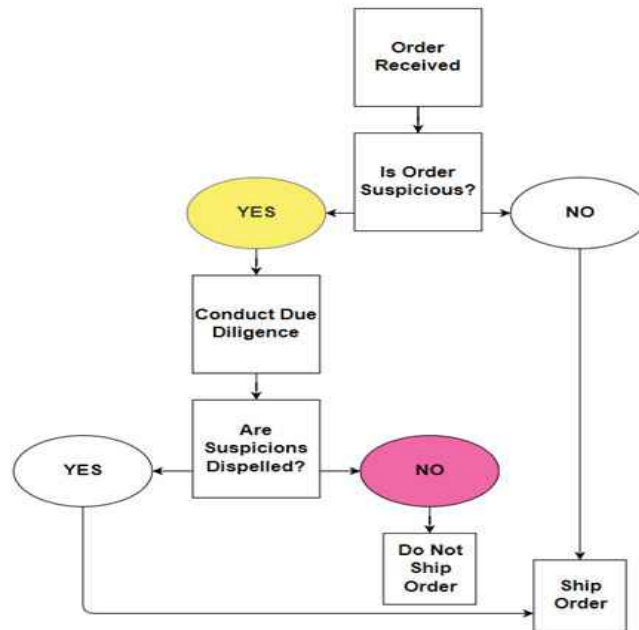 Order
Received
Is Order
Suspicious?
YES
NO
Conduct Due
Diligence
Are
Suspicions
Dispelled?
YES
NO
Do Not
Ship
Order
Ship
Order